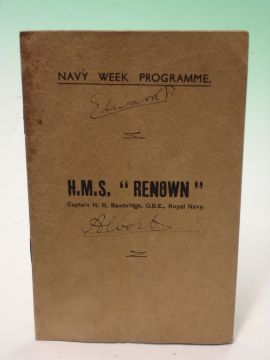 NAVY WEEK PROGRAMME.
Edward P
H.M.S. "RENOWN"
Captain H. R. Sawbridge, O.B.E., Royal Navy.
Albert